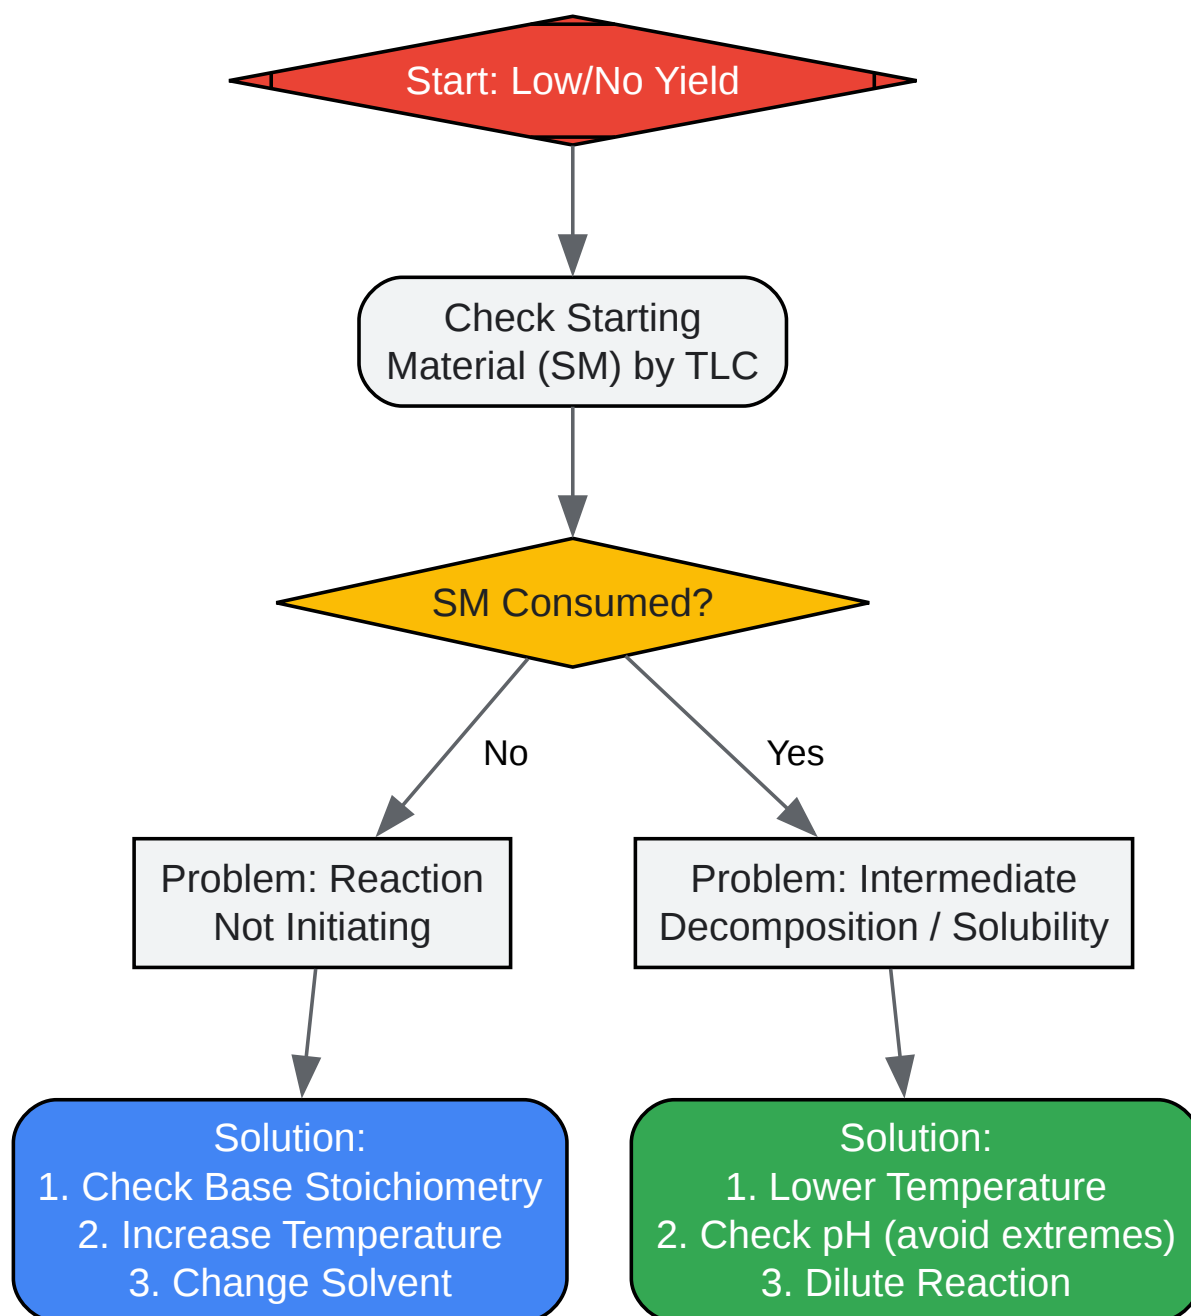 Start: Low/No Yield
Check Starting
Material (SM) by TLC
SM Consumed?
No
Yes
Problem: Reaction
Not Initiating
Problem: Intermediate
Decomposition / Solubility
Solution:
1. Check Base Stoichiometry
2. Increase Temperature
3. Change Solvent
Solution:
1. Lower Temperature
2. Check pH (avoid extremes)
3. Dilute Reaction